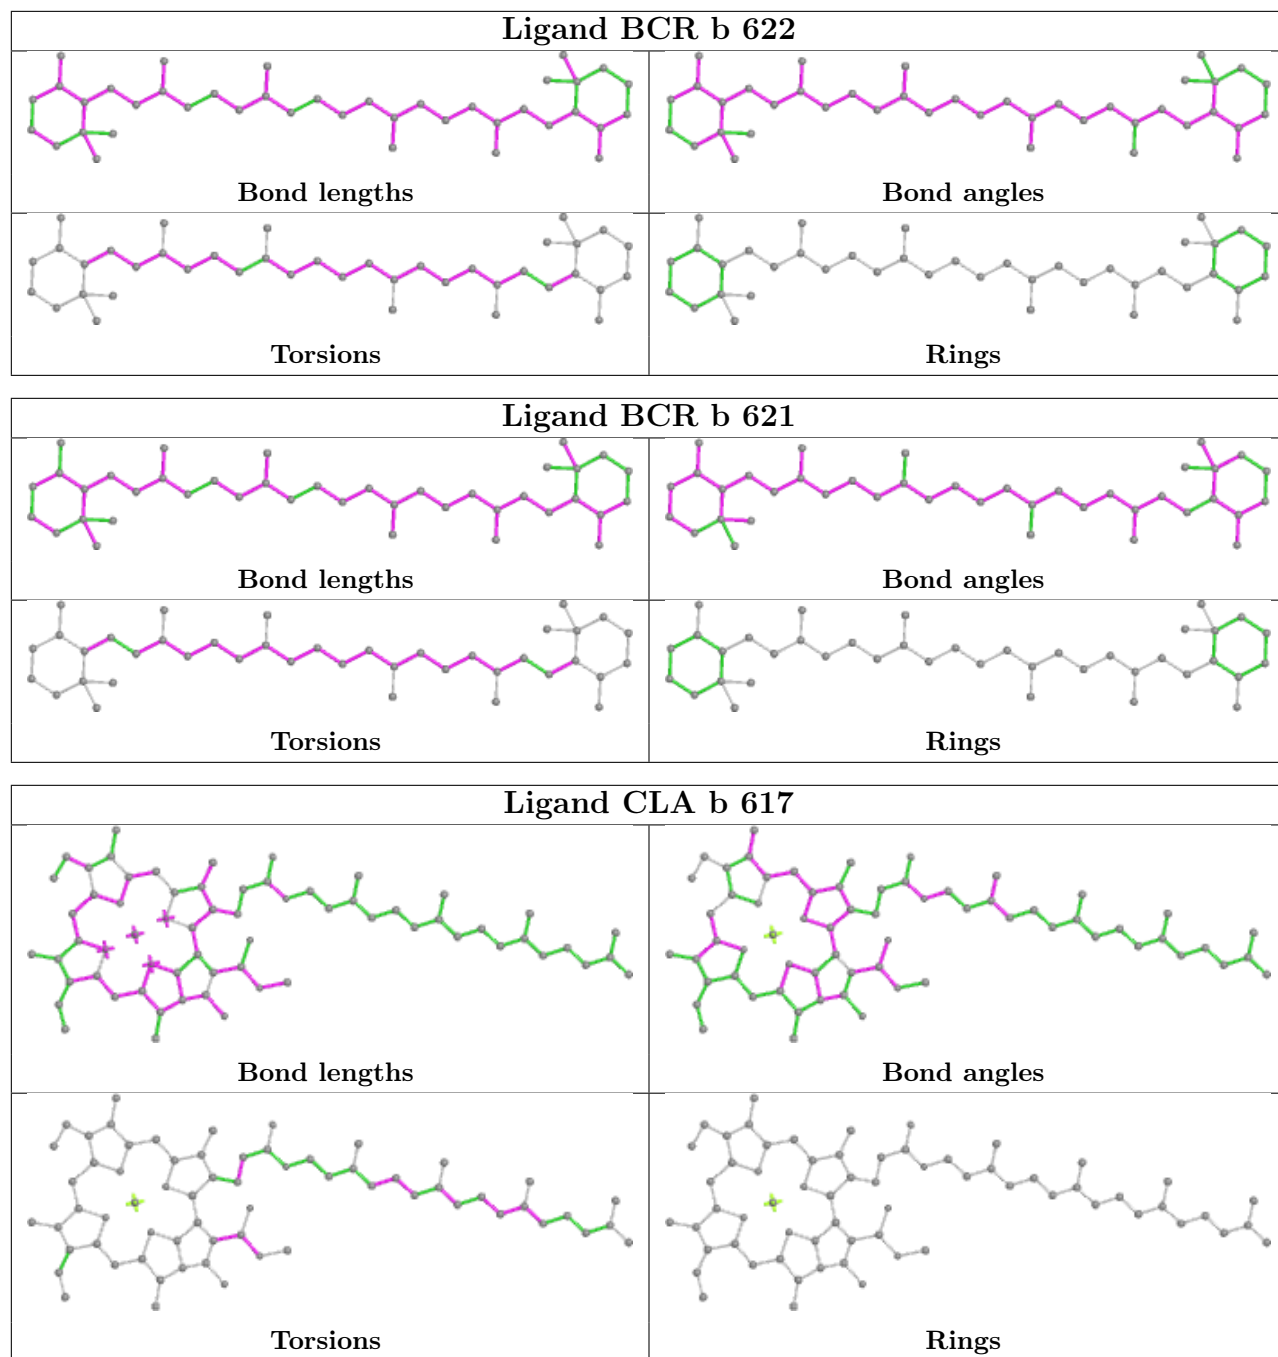 Ligand BCR b 622
Bond lengths
Bond angles
Torsions
Rings
Ligand BCR b 621
Bond lengths
Bond angles
Torsions
Rings
Ligand CLA b 617
Bond lengths
Bond angles
Torsions
Rings